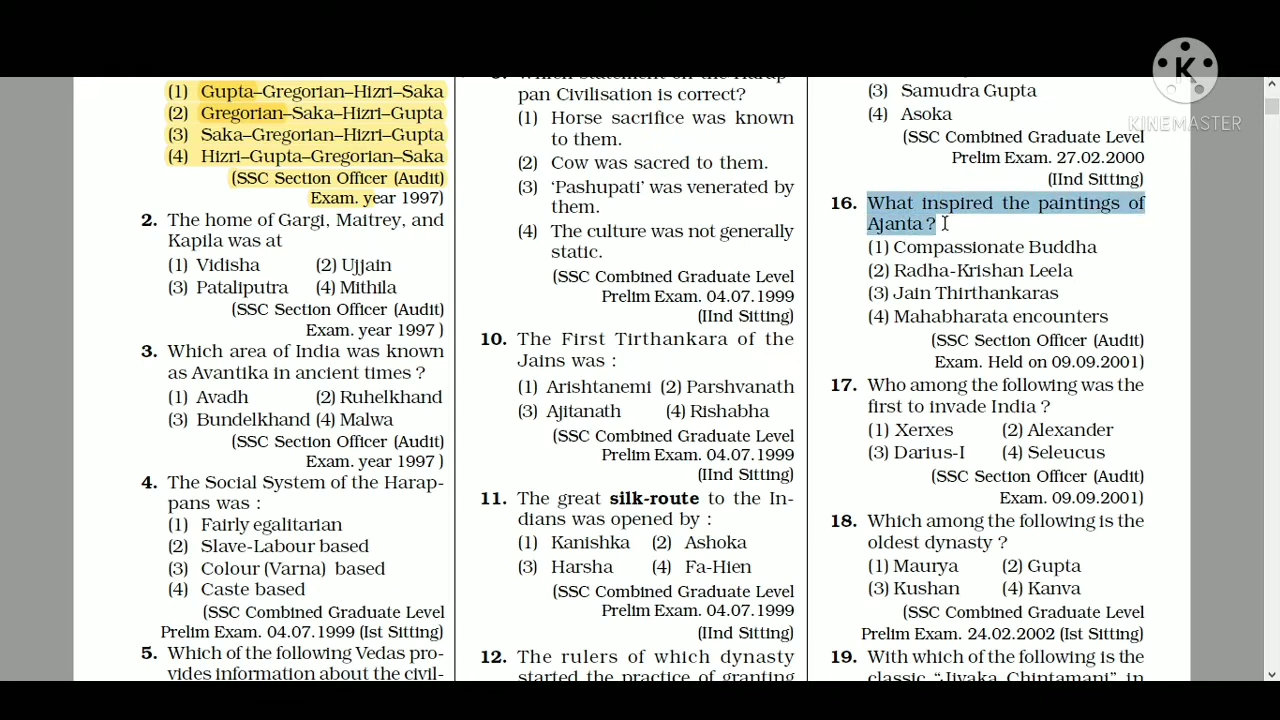 (1) Gupta–Gregorian–Hizri–Saka
(2) Gregorian–Saka–Hizri–Gupta
(3) Saka–Gregorian–Hizri–Gupta
(4) Hizri–Gupta–Gregorian–Saka
(SSC Section Officer (Audit)
Exam. year 1997)
2. The home of Gargi, Maitrey, and
Kapila was at
(1) Vidisha (2) Ujjain
(3) Pataliputra (4) Mithila
(SSC Section Officer (Audit)
Exam. year 1997 )
3. Which area of India was known
as Avantika in ancient times ?
(1) Avadh (2) Ruhelkhand
(3) Bundelkhand (4) Malwa
(SSC Section Officer (Audit)
Exam. year 1997 )
4. The Social System of the Harap-
pans was :
(1) Fairly egalitarian
(2) Slave-Labour based
(3) Colour (Varna) based
(4) Caste based
(SSC Combined Graduate Level
Prelim Exam. 04.07.1999 (Ist Sitting)
5. Which of the following Vedas pro-
vides information about the civil-
Which statement on the Harap-
pan Civilisation is correct?
(1) Horse sacrifice was known
to them.
(2) Cow was sacred to them.
(3) ‘Pashupati’ was venerated by
them.
(4) The culture was not generally
static.
(SSC Combined Graduate Level
Prelim Exam. 04.07.1999
(IInd Sitting)
10. The First Tirthankara of the
Jains was :
(1) Arishtanemi (2) Parshvanath
(3) Ajitanath (4) Rishabha
(SSC Combined Graduate Level
Prelim Exam. 04.07.1999
(IInd Sitting)
11. The great silk-route to the In-
dians was opened by :
(1) Kanishka (2) Ashoka
(3) Harsha (4) Fa-Hien
(SSC Combined Graduate Level
Prelim Exam. 04.07.1999
(IInd Sitting)
12. The rulers of which dynasty
started the practice of granting
(3) Samudra Gupta
(4) Asoka
(SSC Combined Graduate Level
Prelim Exam. 27.02.2000
(IInd Sitting)
16. What inspired the paintings of
Ajanta ?
(1) Compassionate Buddha
(2) Radha-Krishan Leela
(3) Jain Thirthankaras
(4) Mahabharata encounters
(SSC Section Officer (Audit)
Exam. Held on 09.09.2001)
17. Who among the following was the
first to invade India ?
(1) Xerxes (2) Alexander
(3) Darius-I (4) Seleucus
(SSC Section Officer (Audit)
Exam. 09.09.2001)
18. Which among the following is the
oldest dynasty ?
(1) Maurya (2) Gupta
(3) Kushan (4) Kanva
(SSC Combined Graduate Level
Prelim Exam. 24.02.2002 (Ist Sitting)
19. With which of the following is the
classic “Jivaka Chintamani” in
K
KINEMASTER